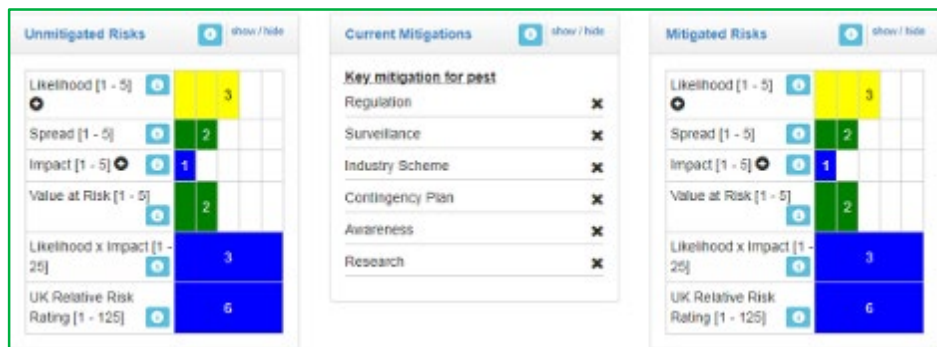 Unmitigated Risks
show / hide
Likelihood [1 - 5]
3
Spread [1 - 5]
2
Impact [1 - 5]
1
Value at Risk [1 - 5]
2
Likelihood x Impact [1 -
25]
3
UK Relative Risk
Rating [1 - 125]
6
Current Mitigations
show / hide
Key mitigation for pest
Regulation
Surveillance
Industry Scheme
Contingency Plan
Awareness
Research
Mitigated Risks
show / hide
Likelihood [1 - 5]
3
Spread [1 - 5]
2
Impact [1 - 5]
1
Value at Risk [1 - 5]
2
Likelihood x Impact [1 -
25]
3
UK Relative Risk
Rating [1 - 125]
6